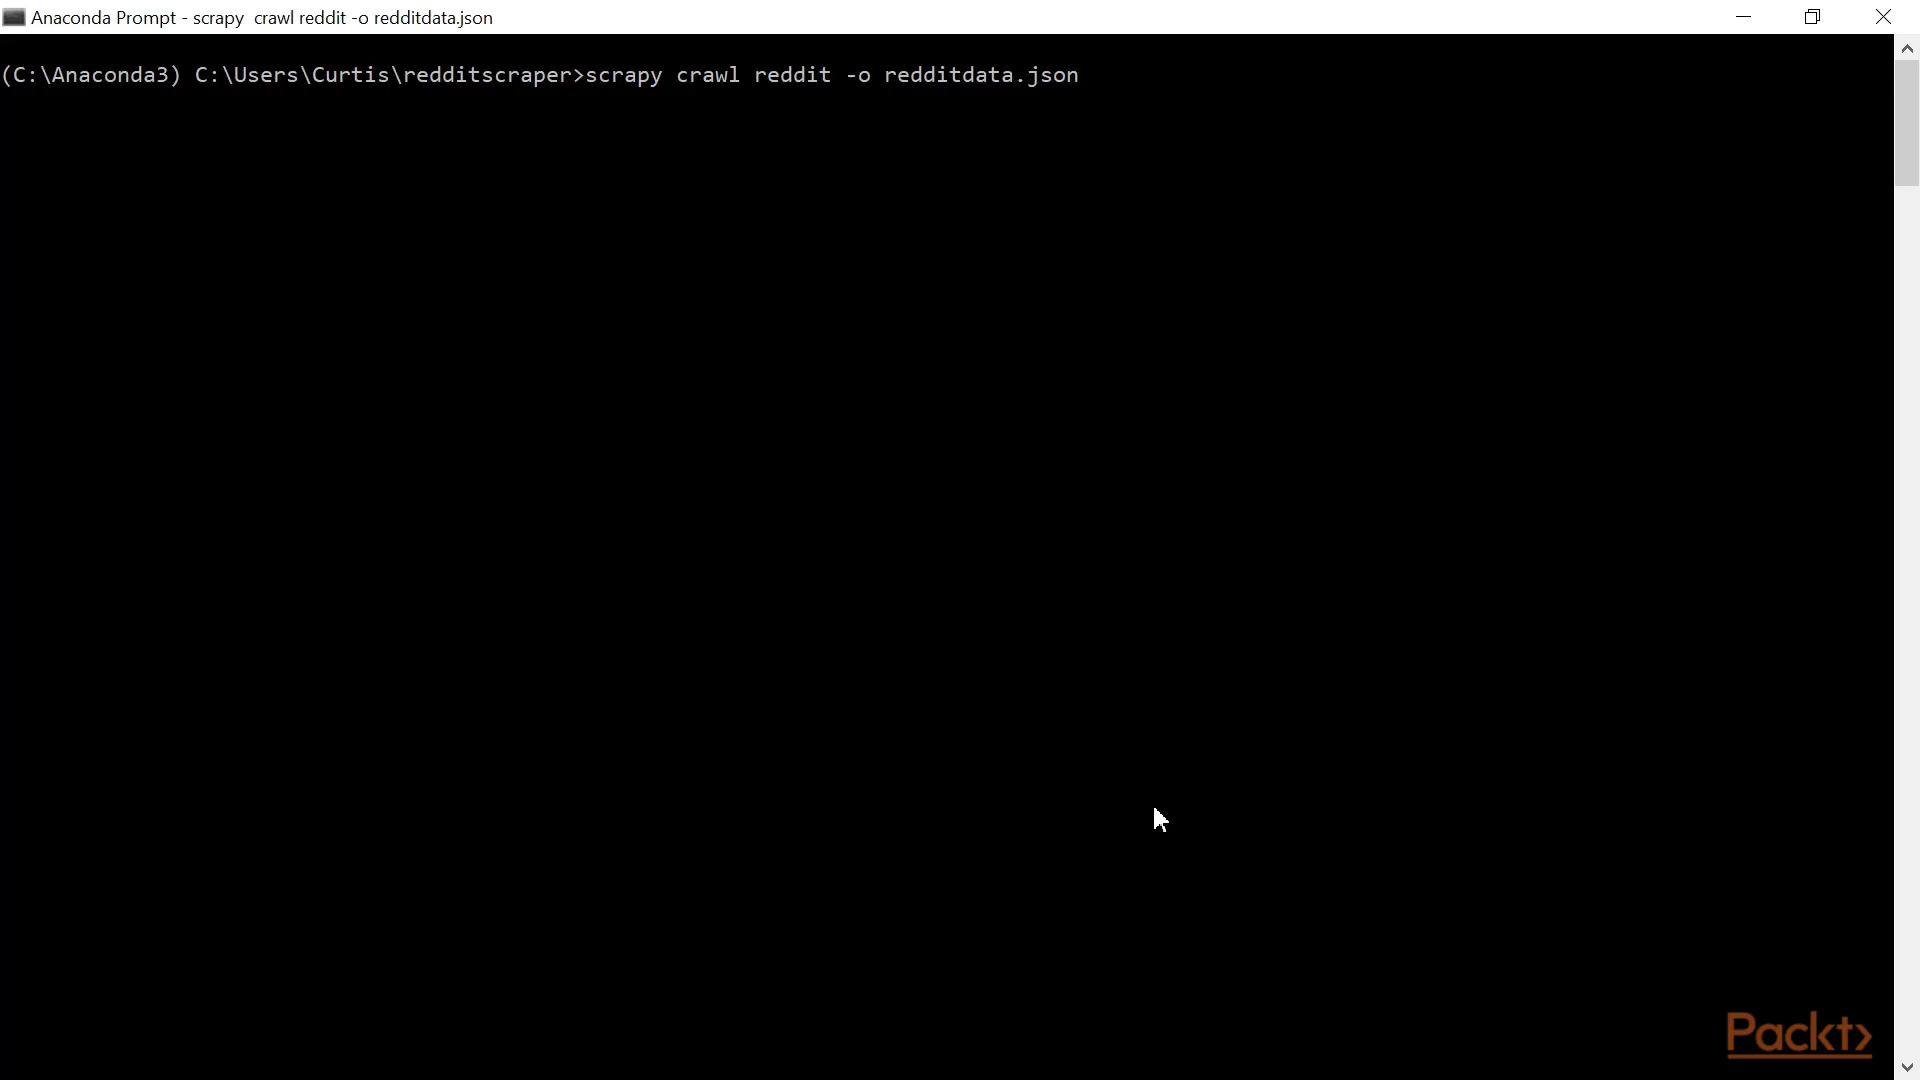 Anaconda Prompt - scrapy  crawl reddit -o redditdata.json
(C:\Anaconda3) C:\Users\Curtis\redditscraper>scrapy crawl reddit -o redditdata.json
Packt>